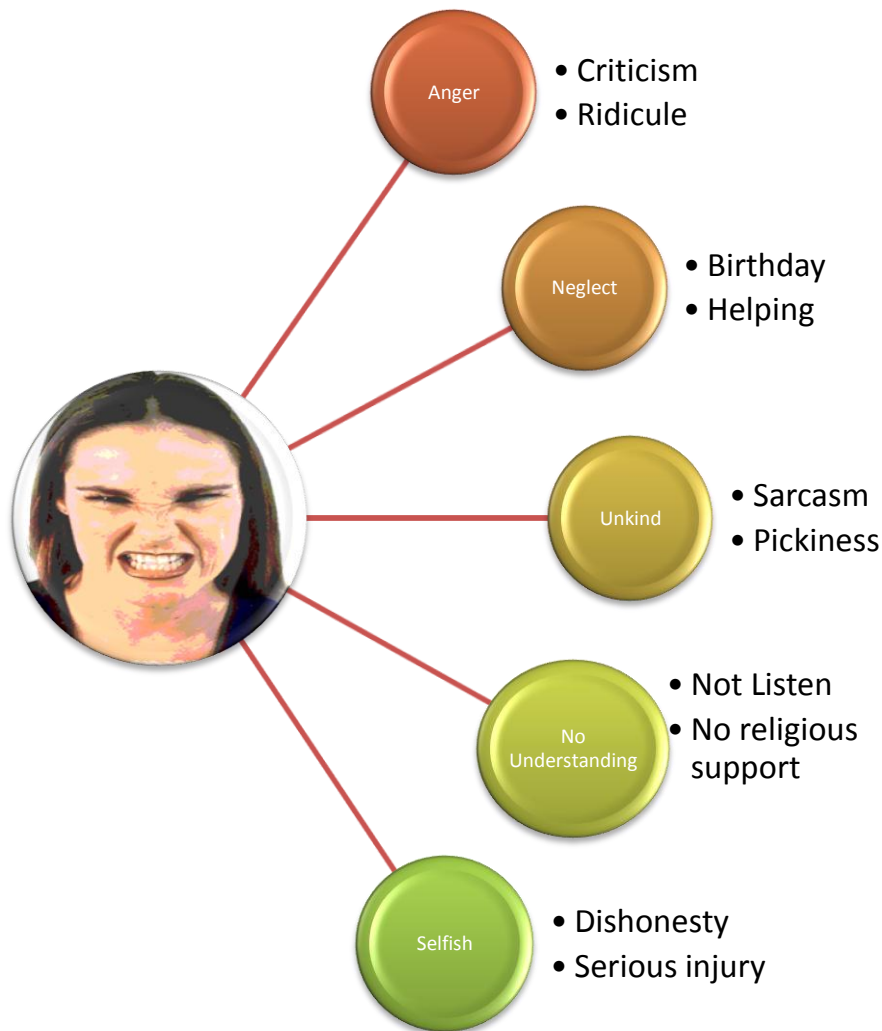 Anger
• Criticism
• Ridicule
Neglect
• Birthday
• Helping
Unkind
• Sarcasm
• Pickiness
No
Understanding
• Not Listen
• No religious
support
Selfish
• Dishonesty
• Serious injury